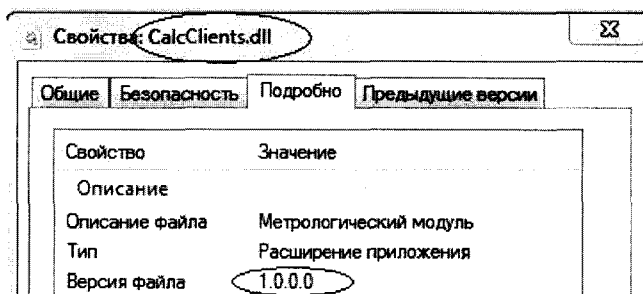 Свойства: CalcClients.dll
Общие Безопасность Подробно Предыдущие версии
Свойство Значение
Описание
Описание файла Метрологический модуль
Тип Расширение приложения
Версия файла 1.0.0.0